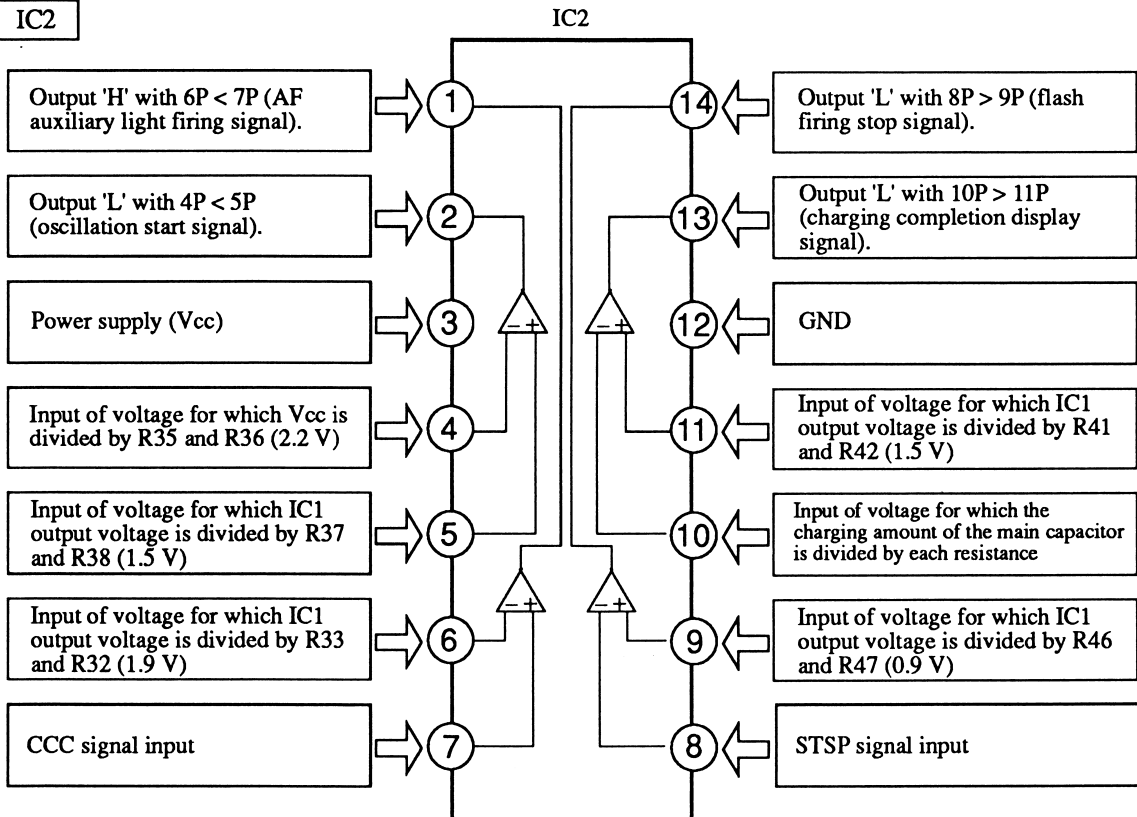 IC2
IC2
Output 'H' with 6P < 7P (AF
auxiliary light firing signal).
1
14
Output 'L' with 8P > 9P (flash
firing stop signal).
Output 'L' with 4P < 5P
(oscillation start signal).
2
13
Output 'L' with 10P > 11P
(charging completion display
signal).
Power supply (Vcc)
3
− +
− +
12
GND
Input of voltage for which Vcc is
divided by R35 and R36 (2.2 V)
4
11
Input of voltage for which IC1
output voltage is divided by R41
and R42 (1.5 V)
Input of voltage for which IC1
output voltage is divided by R37
and R38 (1.5 V)
5
10
Input of voltage for which the
charging amount of the main capacitor
is divided by each resistance
Input of voltage for which IC1
output voltage is divided by R33
and R32 (1.9 V)
6
− +
− +
9
Input of voltage for which IC1
output voltage is divided by R46
and R47 (0.9 V)
CCC signal input
7
8
STSP signal input